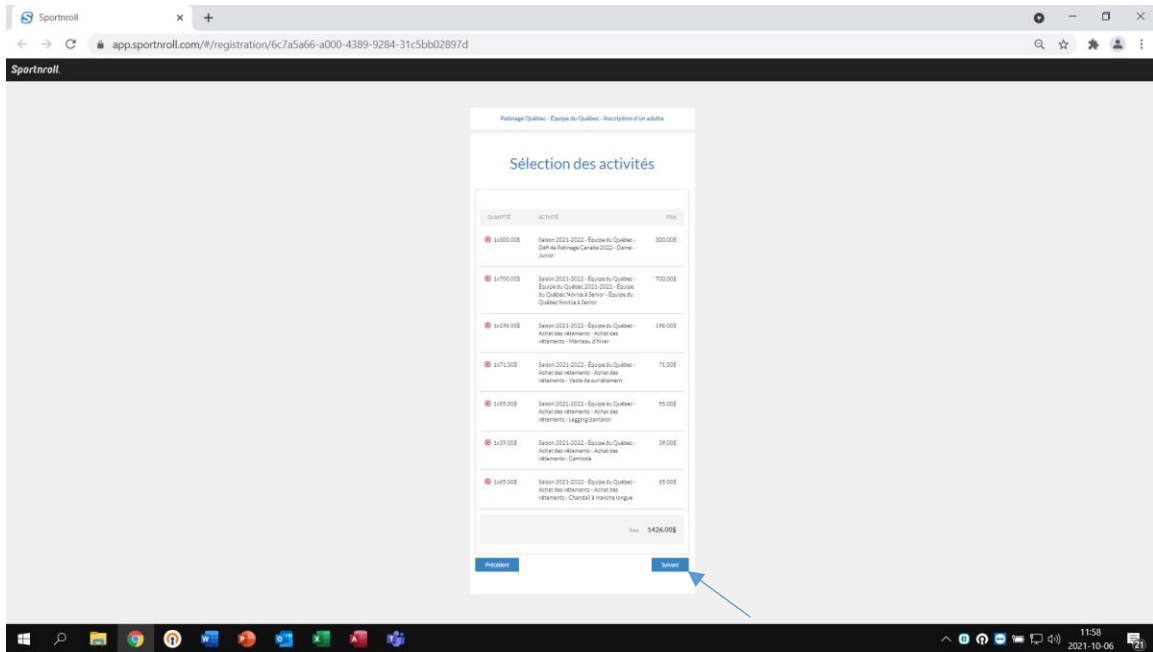 Sportnroll
app.sportnroll.com/#/registration/6c7a5a66-a000-4389-9284-31c5bb02897d
Sportnroll.
Patinage Québec - Équipe du Québec - Inscription d'un adulte
Sélection des activités
QUANTITÉ ACTIVITÉ PRIX
1x300.00$ Saison 2021-2022 - Équipe du Québec - 300.00$
Défi de Patinage Canada 2022 - Dame -
Junior
1x700.00$ Saison 2021-2022 - Équipe du Québec - 700.00$
Équipe du Québec 2021-2022 - Équipe
du Québec Novice à Senior - Équipe du
Québec Novice à Senior
1x196.00$ Saison 2021-2022 - Équipe du Québec - 196.00$
Achat des vêtements - Achat des
vêtements - Manteau d'hiver
1x71.00$ Saison 2021-2022 - Équipe du Québec - 71.00$
Achat des vêtements - Achat des
vêtements - Veste de survêtement
1x55.00$ Saison 2021-2022 - Équipe du Québec - 55.00$
Achat des vêtements - Achat des
vêtements - Legging/pantalon
1x39.00$ Saison 2021-2022 - Équipe du Québec - 39.00$
Achat des vêtements - Achat des
vêtements - Camisole
1x65.00$ Saison 2021-2022 - Équipe du Québec - 65.00$
Achat des vêtements - Achat des
vêtements - Chandail à manche longue
Total 1426.00$
Précédent Suivant
11:58
2021-10-06
21